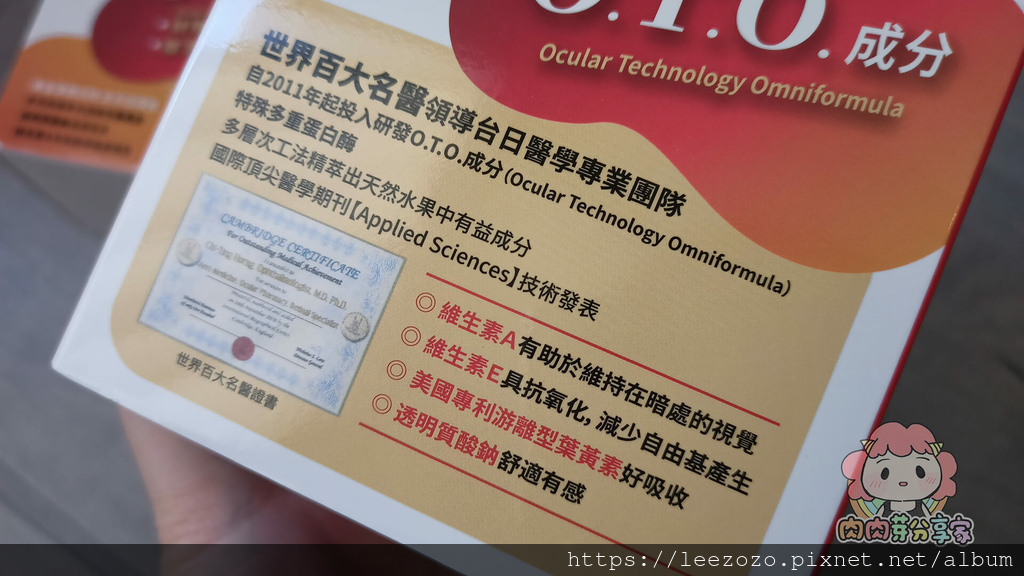 O.T.O.成分
Ocular Technology Omniformula
世界百大名醫領導台日醫學專業團隊
自2011年起投入研發O.T.O.成分(Ocular Technology Omniformula)
特殊多重蛋白酶
多層次工法精萃出天然水果中有益成分
國際頂尖醫學期刊【Applied Sciences】技術發表
CAMBRIDGE CERTIFICATE
For Outstanding Medical Achievement
世界百大名醫證書
◎ 維生素A有助於維持在暗處的視覺
◎ 維生素E具抗氧化, 減少自由基產生
◎ 美國專利游離型葉黃素好吸收
◎ 透明質酸鈉舒適有感
肉肉芽分享家
https://leezozo.pixnet.net/album